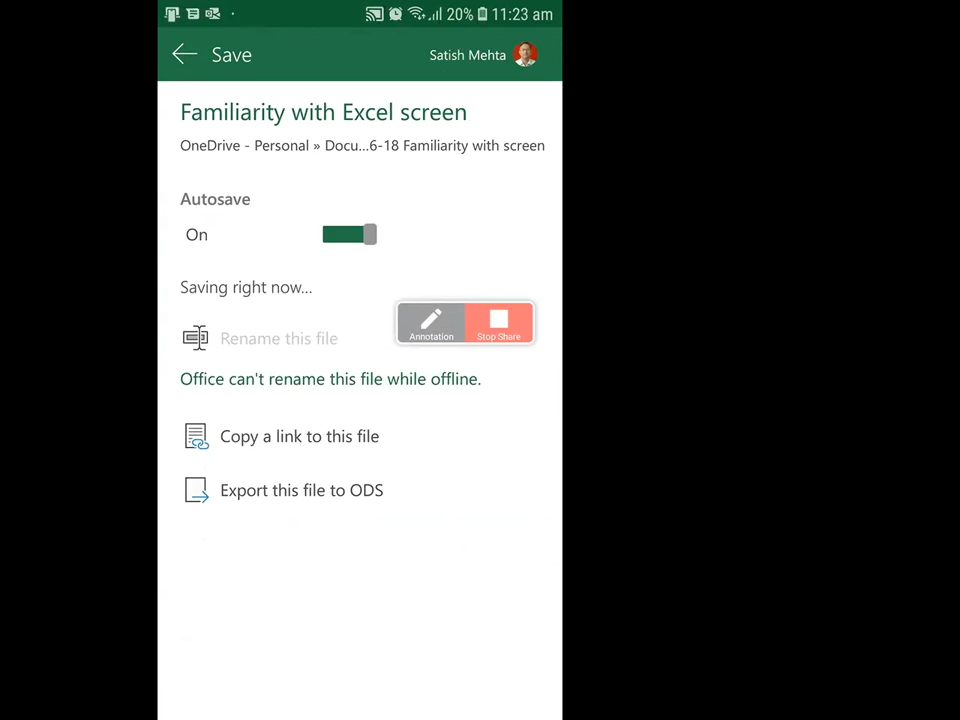 20% 11:23 am
Save
Satish Mehta
Familiarity with Excel screen
OneDrive - Personal » Docu...6-18 Familiarity with screen
Autosave
On
Saving right now...
Annotation
Stop Share
Rename this file
Office can't rename this file while offline.
Copy a link to this file
Export this file to ODS